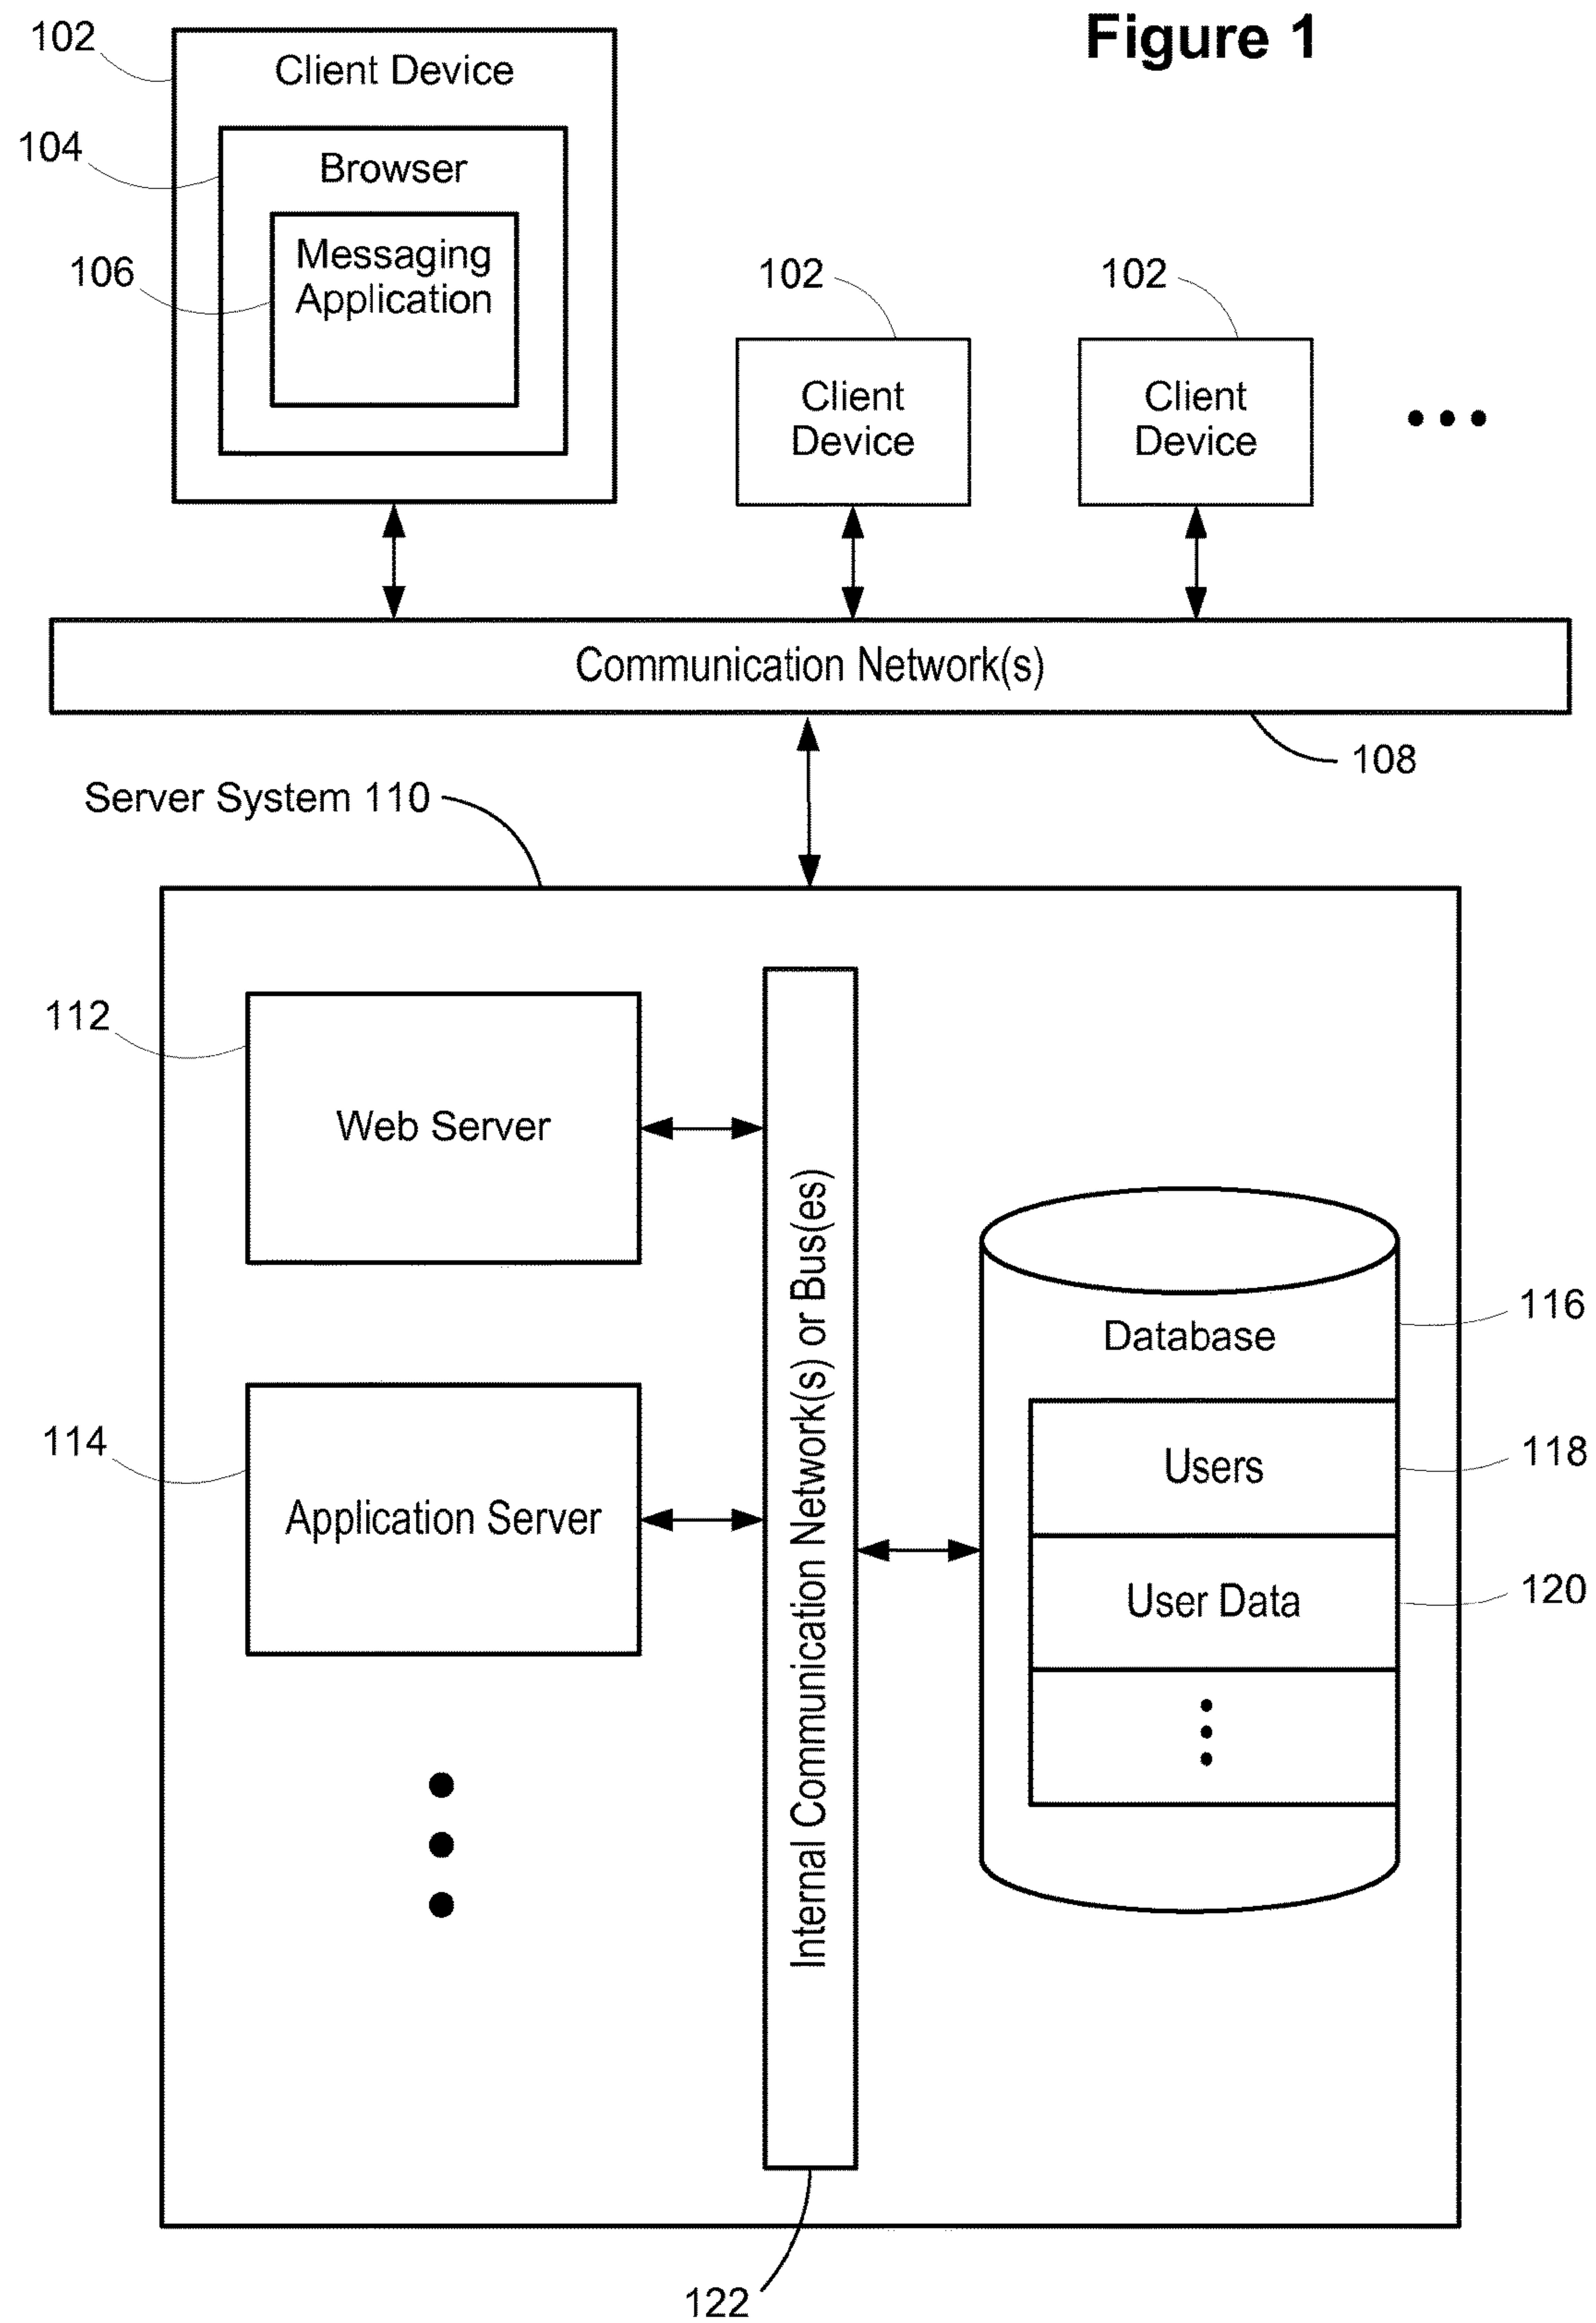 Figure 1
102
Client Device
104
Browser
Messaging
Application
106
102
102
Client
Device
Client
Device
Communication Network(s)
108
Server System 110
112
Web Server
114
Application Server
Internal Communication Network(s) or Bus(es)
Database
116
Users
118
User Data
120
122